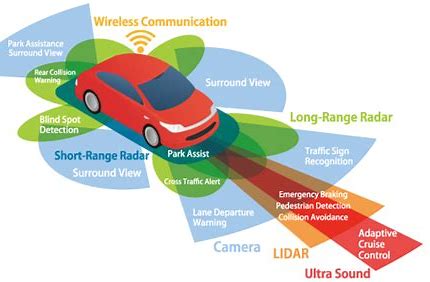 Wireless Communication
Park Assistance
Surround View
Rear Collision
Warning
Surround View
Blind Spot
Detection
Long-Range Radar
Short-Range Radar
Park Assist
Traffic Sign
Recognition
Surround View
Cross Traffic Alert
Emergency Braking
Pedestrian Detection
Collision Avoidance
Lane Departure
Warning
Adaptive
Cruise
Control
Camera
LIDAR
Ultra Sound